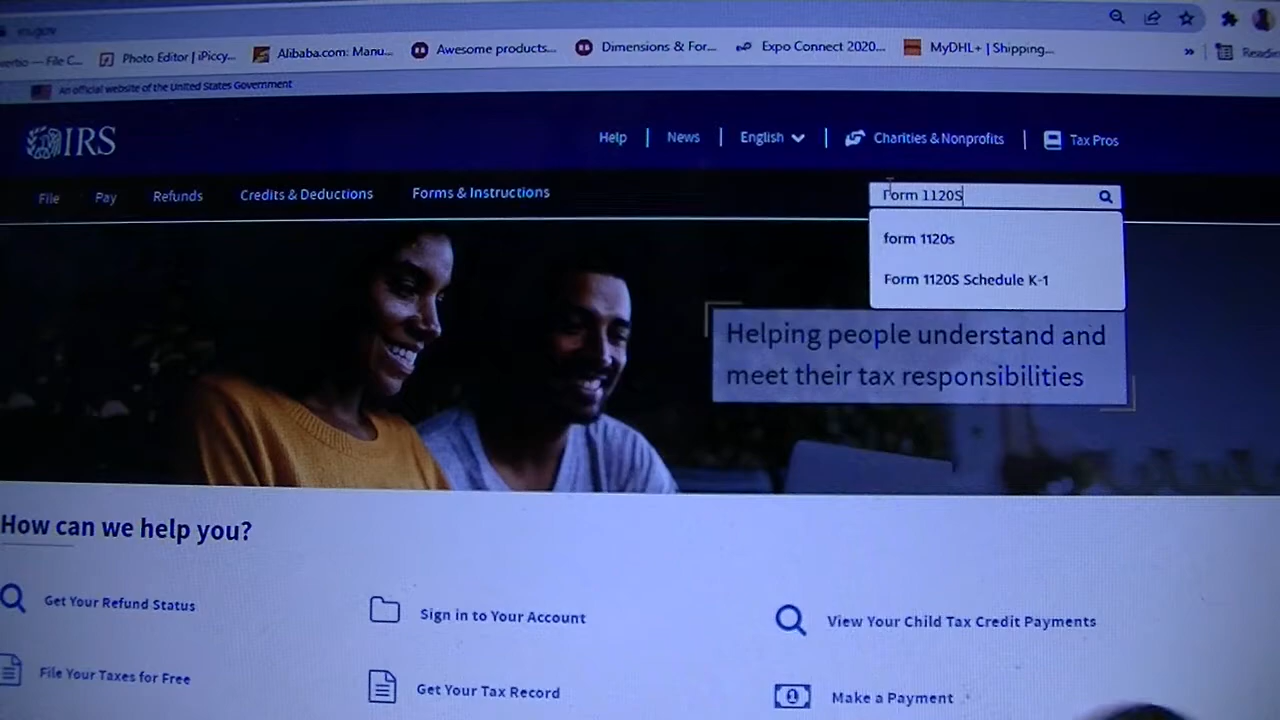 irs.gov
Photo Editor | iPiccy...
Alibaba.com: Manu...
Awesome products...
Dimensions & For...
Expo Connect 2020...
MyDHL+ | Shipping...
»
An official website of the United States Government
IRS
Help
News
English
Charities & Nonprofits
Tax Pros
File
Pay
Refunds
Credits & Deductions
Forms & Instructions
Form 1120S
form 1120s
Form 1120S Schedule K-1
Helping people understand and
meet their tax responsibilities
How can we help you?
Get Your Refund Status
Sign in to Your Account
View Your Child Tax Credit Payments
File Your Taxes for Free
Get Your Tax Record
Make a Payment